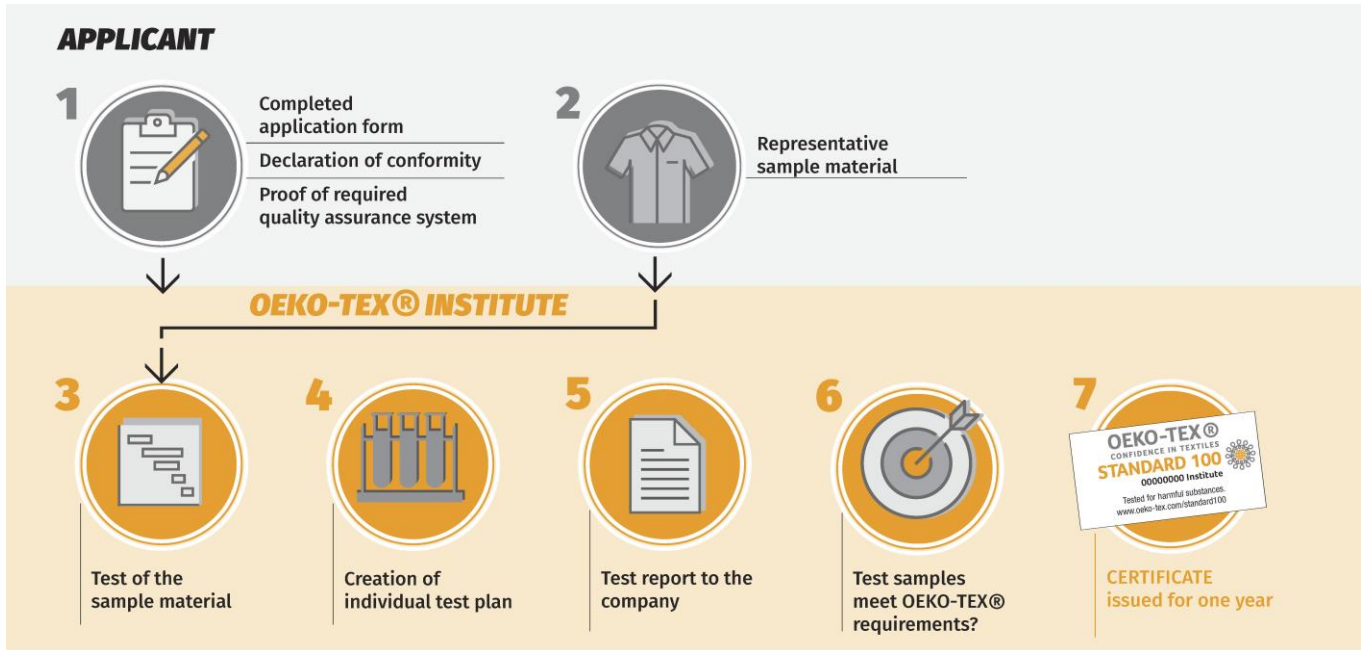 APPLICANT
1
Completed
application form
Declaration of conformity
Proof of required
quality assurance system
2
Representative
sample material
OEKO-TEX® INSTITUTE
3
Test of the
sample material
4
Creation of
individual test plan
5
Test report to the
company
6
Test samples
meet OEKO-TEX®
requirements?
7
OEKO-TEX®
CONFIDENCE IN TEXTILES
STANDARD 100
00000000 Institute
Tested for harmful substances.
www.oeko-tex.com/standard100
CERTIFICATE
issued for one year